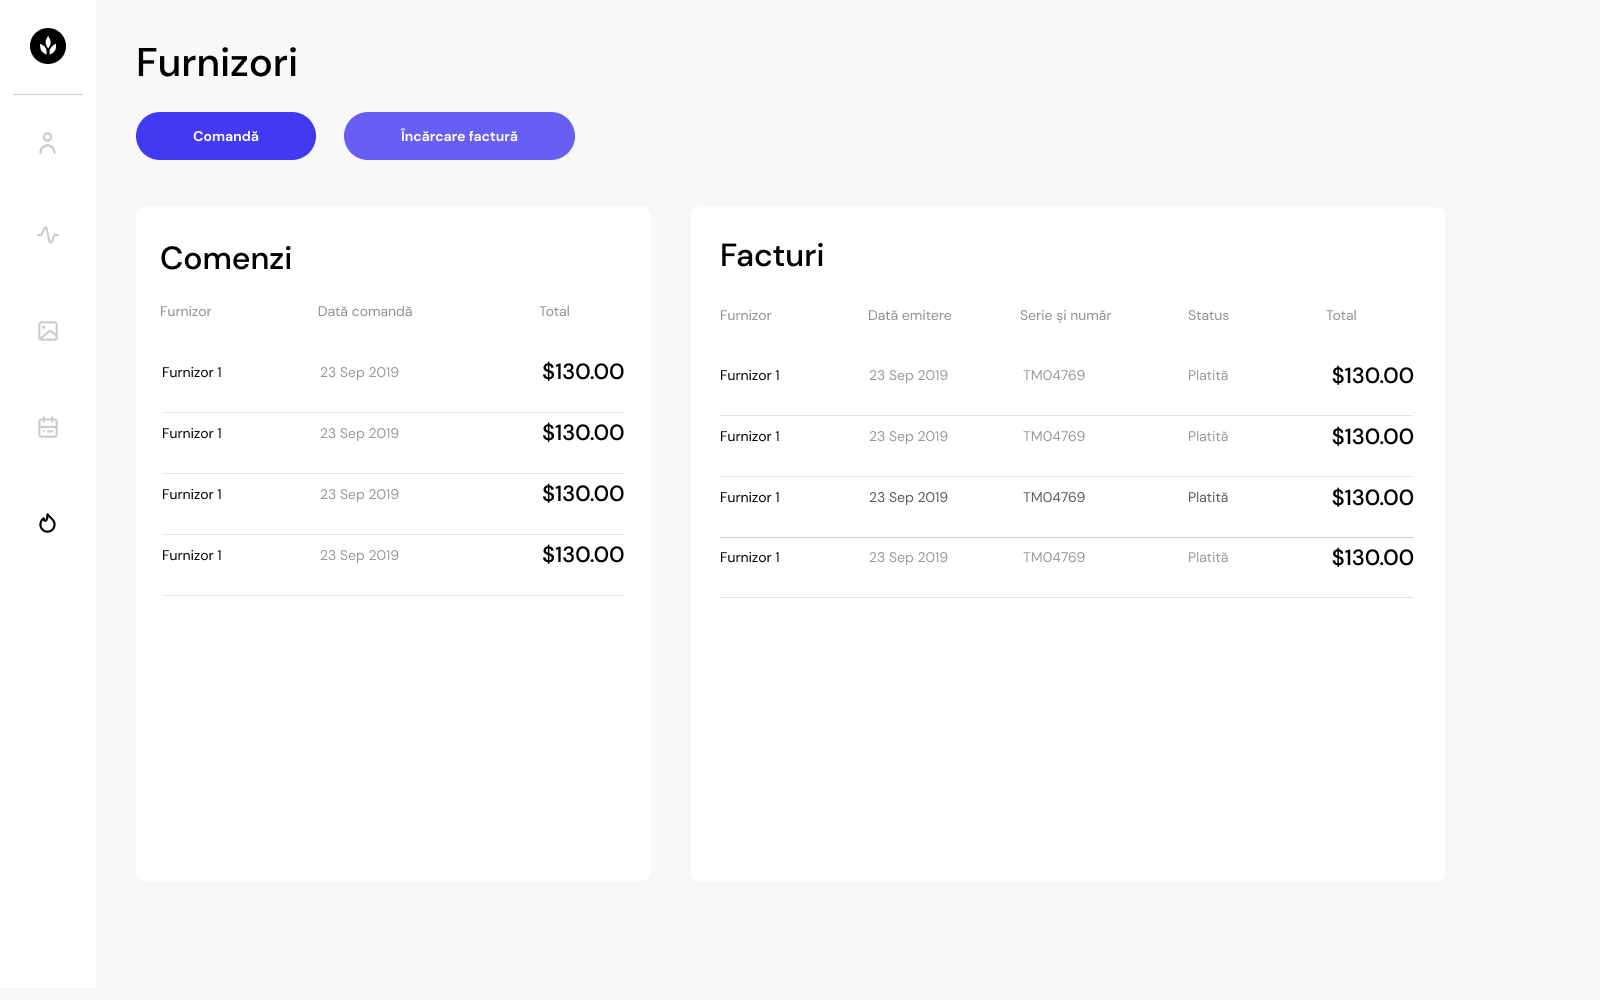 Furnizori
Comandă Încărcare factură
Comenzi
Furnizor Dată comandă Total
Furnizor 1 23 Sep 2019 $130.00
Furnizor 1 23 Sep 2019 $130.00
Furnizor 1 23 Sep 2019 $130.00
Furnizor 1 23 Sep 2019 $130.00
Facturi
Furnizor Dată emitere Serie și număr Status Total
Furnizor 1 23 Sep 2019 TM04769 Platită $130.00
Furnizor 1 23 Sep 2019 TM04769 Platită $130.00
Furnizor 1 23 Sep 2019 TM04769 Platită $130.00
Furnizor 1 23 Sep 2019 TM04769 Platită $130.00